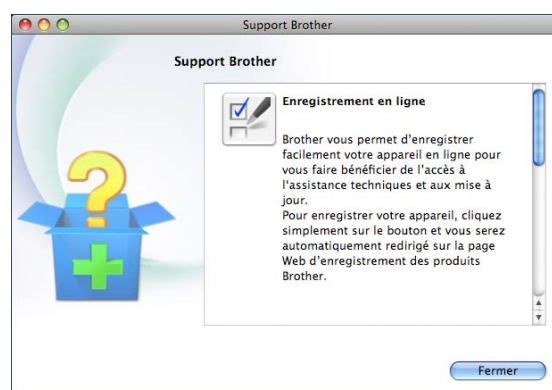 Support Brother
Support Brother
Enregistrement en ligne
Brother vous permet d'enregistrer
facilement votre appareil en ligne pour
vous faire bénéficier de l'accès à
l'assistance techniques et aux mise à
jour.
Pour enregistrer votre appareil, cliquez
simplement sur le bouton et vous serez
automatiquement redirigé sur la page
Web d'enregistrement des produits
Brother.
Fermer